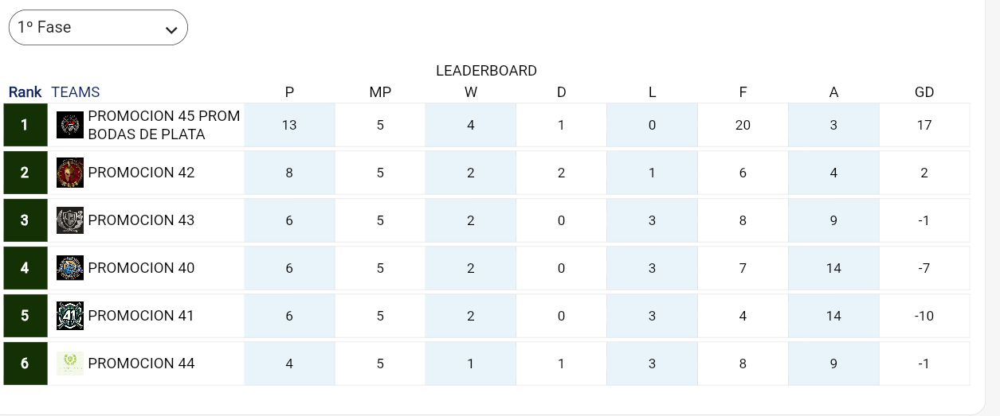 1º Fase
LEADERBOARD
Rank TEAMS P MP W D L F A GD
1 PROMOCION 45 PROM
BODAS DE PLATA 13 5 4 1 0 20 3 17
2 PROMOCION 42 8 5 2 2 1 6 4 2
3 PROMOCION 43 6 5 2 0 3 8 9 -1
4 PROMOCION 40 6 5 2 0 3 7 14 -7
41
5 PROMOCION 41 6 5 2 0 3 4 14 -10
6 PROMOCION 44 4 5 1 1 3 8 9 -1